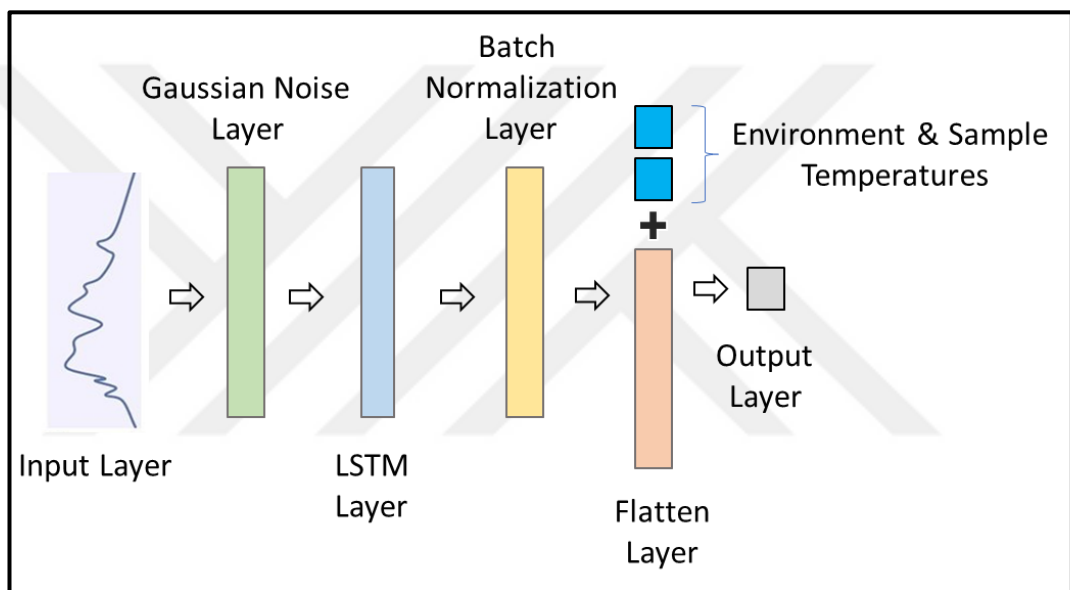 Batch
Normalization
Layer
Gaussian Noise
Layer
Environment & Sample
Temperatures
+
Input Layer
LSTM
Layer
Output
Layer
Flatten
Layer